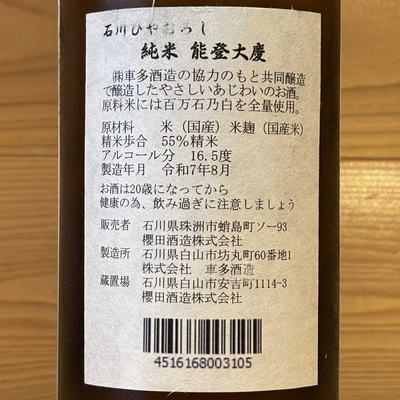 石川ひやおろし
純米 能登大慶
㈱車多酒造の協力のもと共同醸造
で醸造したやさしいあじわいのお酒。
原料米には百万石乃白を全量使用。
原材料 米（国産）米麹（国産米）
精米歩合 55%精米
アルコール分 16.5度
製造年月 令和7年8月
お酒は20歳になってから
健康の為、飲み過ぎに注意しましょう
販売者 石川県珠洲市蛸島町ソー93
櫻田酒造株式会社
製造所 石川県白山市坊丸町60番地1
株式会社 車多酒造
蔵置場 石川県白山市安吉町1114-3
櫻田酒造株式会社
4516168003105